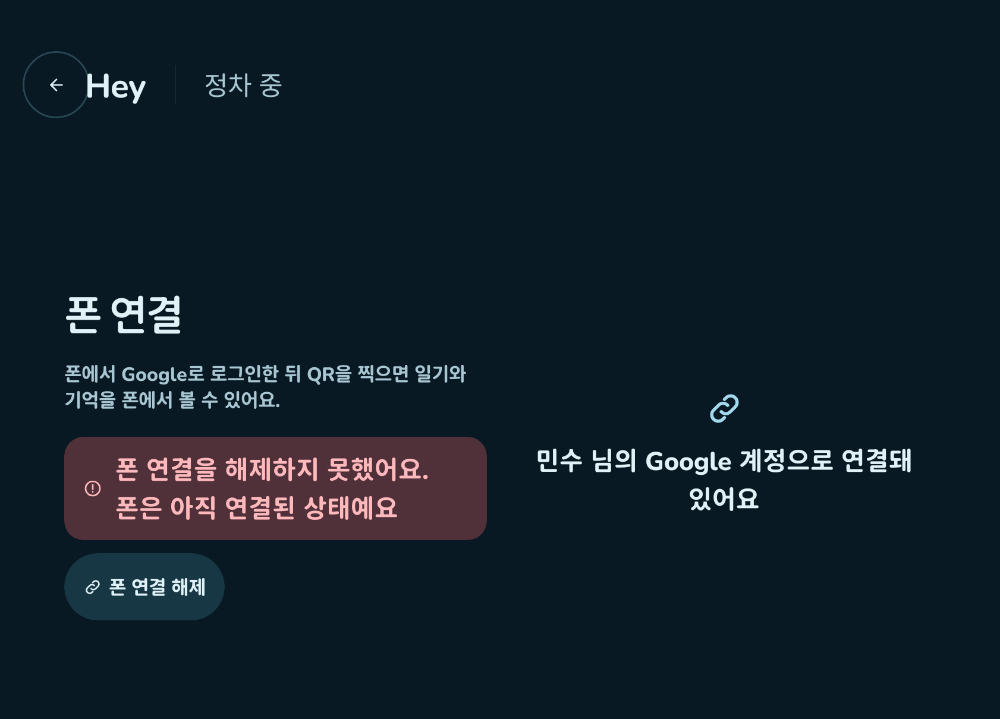 Hey
정차 중
폰 연결
폰에서 Google로 로그인한 뒤 QR을 찍으면 일기와
기억을 폰에서 볼 수 있어요.
폰 연결을 해제하지 못했어요.
폰은 아직 연결된 상태예요
폰 연결 해제
민수 님의 Google 계정으로 연결돼
있어요